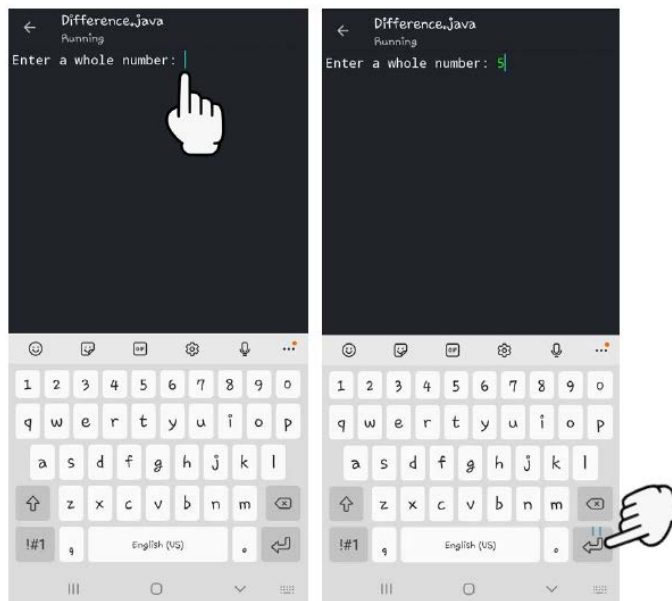 Difference.java
Running
Enter a whole number:
GIF
1 2 3 4 5 6 7 8 9 0
q w e r t y u i o p
a s d f g h j k l
z x c v b n m
!#1 , English (US) .
Difference.java
Running
Enter a whole number: 5
GIF
1 2 3 4 5 6 7 8 9 0
q w e r t y u i o p
a s d f g h j k l
z x c v b n m
!#1 , English (US) .